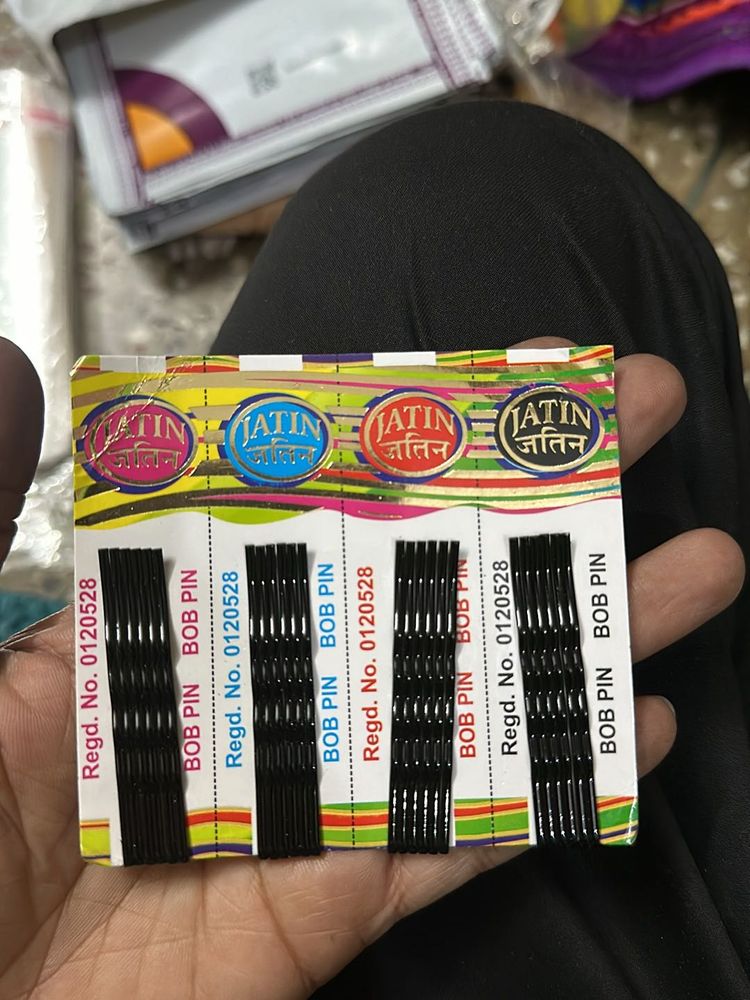 JATIN
जतिन
JATIN
जतिन
JATIN
जतिन
JATIN
जतिन
Regd. No. 0120528
BOB PIN BOB PIN
Regd. No. 0120528
BOB PIN BOB PIN
Regd. No. 0120528
BOB PIN BOB PIN
Regd. No. 0120528
BOB PIN BOB PIN